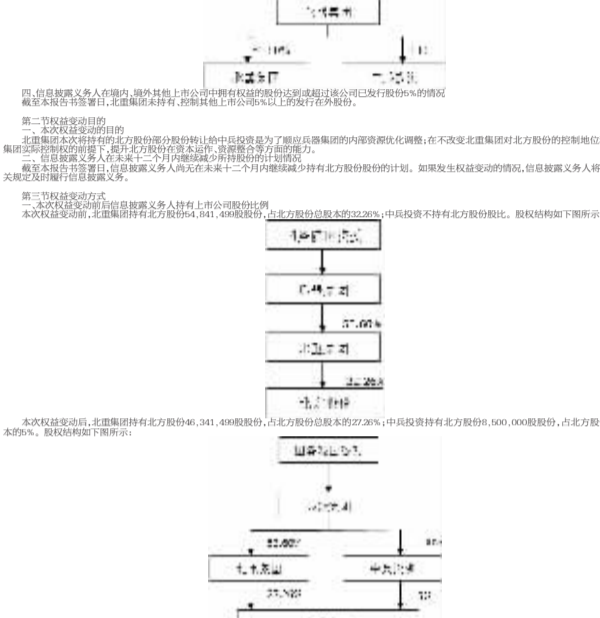 四、信息披露义务人在境内、境外其他上市公司中拥有权益的股份达到或超过该公司已发行股份5%的情况
截至本报告书签署日，北重集团未持有、控制其他上市公司5%以上的发行在外股份。
第二节权益变动目的
一、本次权益变动的目的
北重集团本次将持有的北方股份部分股份转让给中兵投资是为了顺应兵器集团的内部资源优化调整；在不改变北重集团对北方股份的控制地位
集团实际控制权的前提下，提升北方股份在资本运作、资源整合等方面的能力。
二、信息披露义务人在未来十二个月内继续减少所持股份的计划情况
截至本报告书签署日，信息披露义务人尚无在未来十二个月内继续减少持有北方股份股份的计划。如果发生权益变动的情况，信息披露义务人将
关规定及时履行信息披露义务。
第三节权益变动方式
一、本次权益变动前后信息披露义务人持有上市公司股份比例
本次权益变动前，北重集团持有北方股份54,841,499股股份，占北方股份总股本的32.26%；中兵投资不持有北方股份股比。股权结构如下图所示
32.26%
本次权益变动后，北重集团持有北方股份46,341,499股股份，占北方股份总股本的27.26%；中兵投资持有北方股份8,500,000股股份，占北方股
本的5%。股权结构如下图所示：
中兵投资